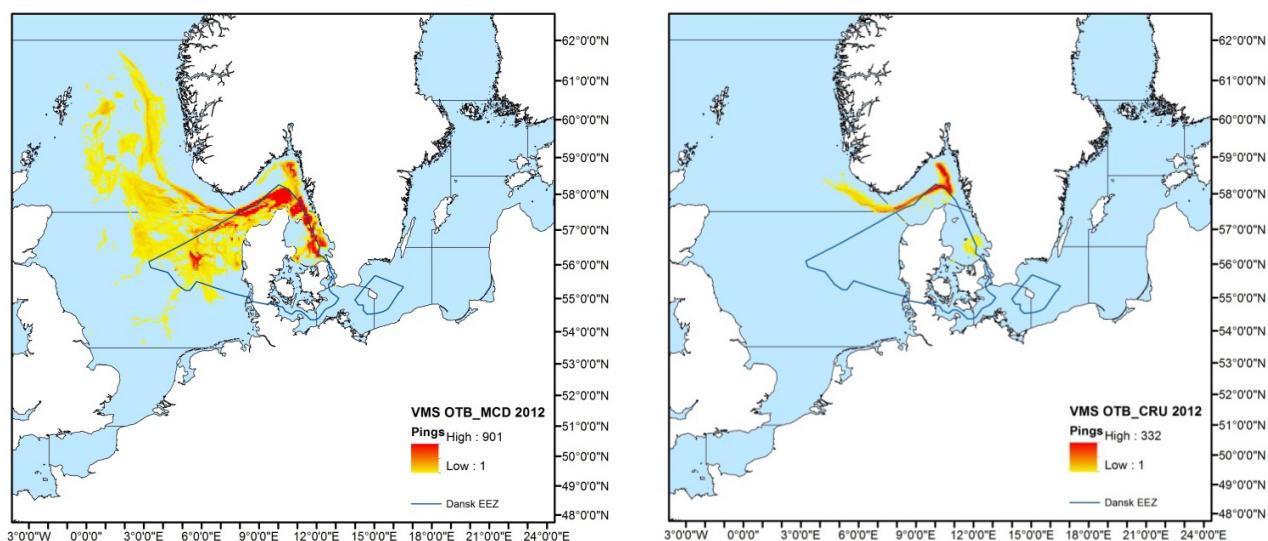 62°0'0"N
61°0'0"N
60°0'0"N
59°0'0"N
58°0'0"N
57°0'0"N
56°0'0"N
55°0'0"N
54°0'0"N
53°0'0"N
52°0'0"N
51°0'0"N
50°0'0"N
49°0'0"N
48°0'0"N
VMS OTB_MCD 2012
Pings High : 901
Low : 1
Dansk EEZ
3°0'0"W 0°0'0" 3°0'0"E 6°0'0"E 9°0'0"E 12°0'0"E 15°0'0"E 18°0'0"E 21°0'0"E 24°0'0"E
62°0'0"N
61°0'0"N
60°0'0"N
59°0'0"N
58°0'0"N
57°0'0"N
56°0'0"N
55°0'0"N
54°0'0"N
53°0'0"N
52°0'0"N
51°0'0"N
50°0'0"N
49°0'0"N
48°0'0"N
VMS OTB_CRU 2012
Pings High : 332
Low : 1
Dansk EEZ
3°0'0"W 0°0'0" 3°0'0"E 6°0'0"E 9°0'0"E 12°0'0"E 15°0'0"E 18°0'0"E 21°0'0"E 24°0'0"E